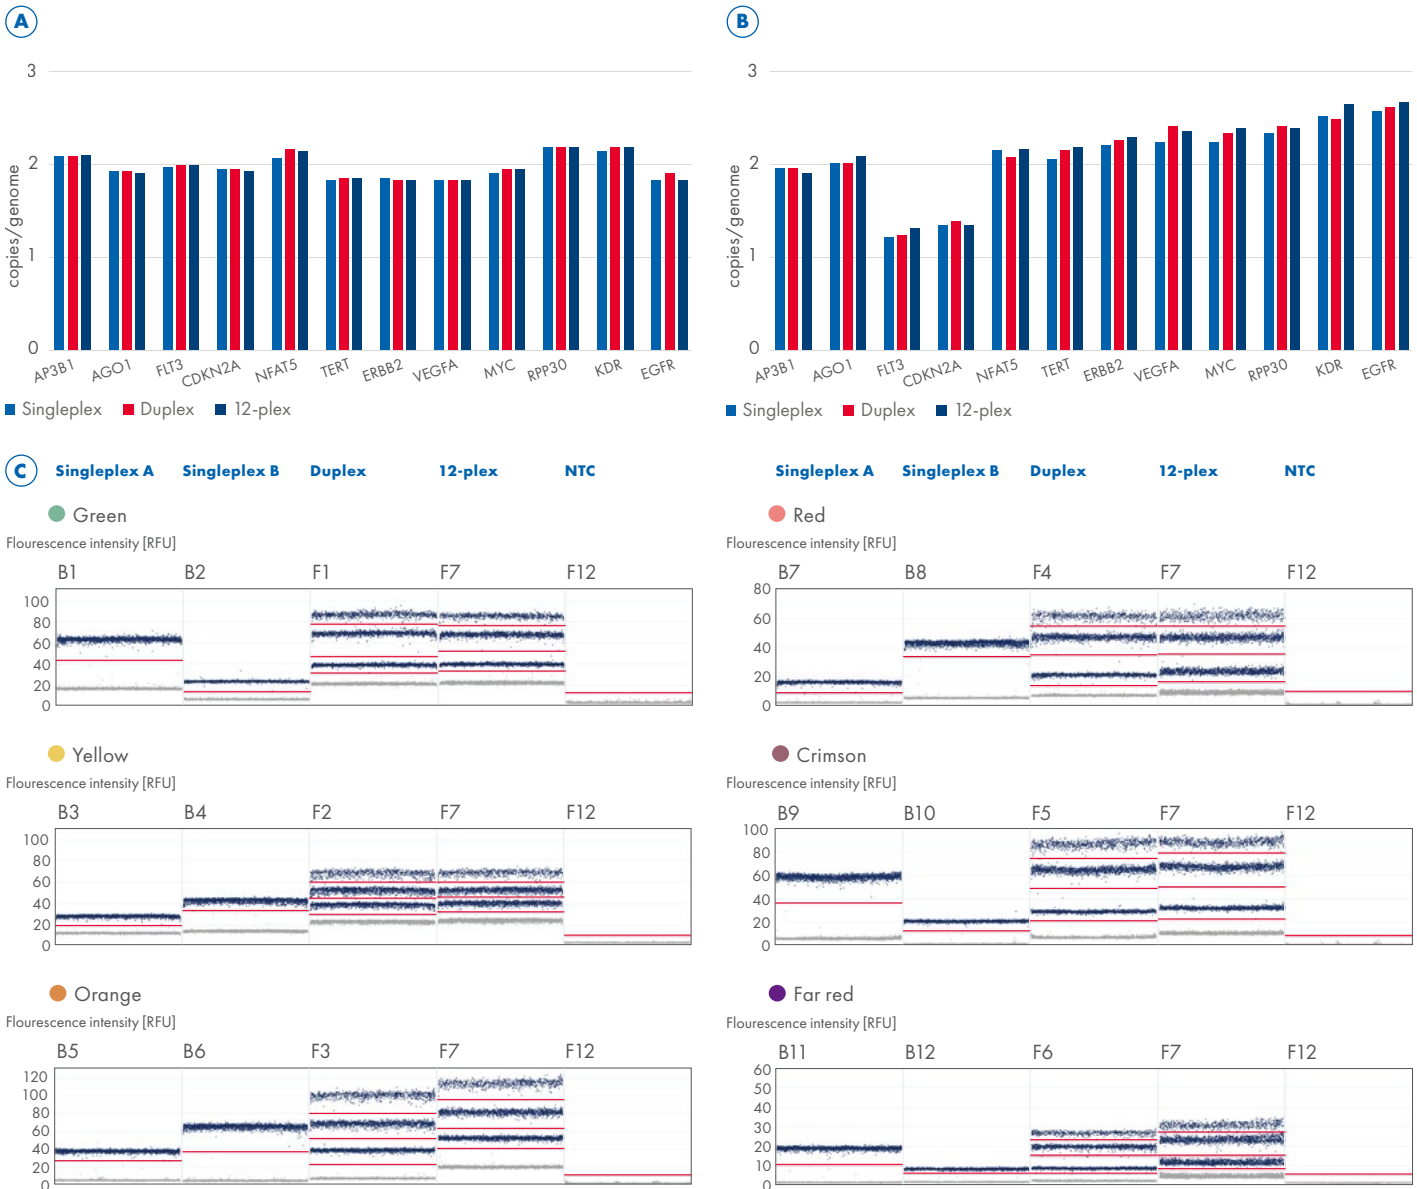 A
3
2
1
0
copies/genome
AP3B1 AGO1 FLT3 CDKN2A NFAT5 TERT ERBB2 VEGFA MYC RPP30 KDR EGFR
Singleplex Duplex 12-plex
B
3
2
1
0
copies/genome
AP3B1 AGO1 FLT3 CDKN2A NFAT5 TERT ERBB2 VEGFA MYC RPP30 KDR EGFR
Singleplex Duplex 12-plex
C
Singleplex A Singleplex B Duplex 12-plex NTC
Green
Flourescence intensity [RFU]
B1 B2 F1 F7 F12
100
80
60
40
20
0
Yellow
Flourescence intensity [RFU]
B3 B4 F2 F7 F12
100
80
60
40
20
0
Orange
Flourescence intensity [RFU]
B5 B6 F3 F7 F12
120
100
80
60
40
20
0
Singleplex A Singleplex B Duplex 12-plex NTC
Red
Flourescence intensity [RFU]
B7 B8 F4 F7 F12
80
60
40
20
0
Crimson
Flourescence intensity [RFU]
B9 B10 F5 F7 F12
100
80
60
40
20
0
Far red
Flourescence intensity [RFU]
B11 B12 F6 F7 F12
60
50
40
30
20
10
0